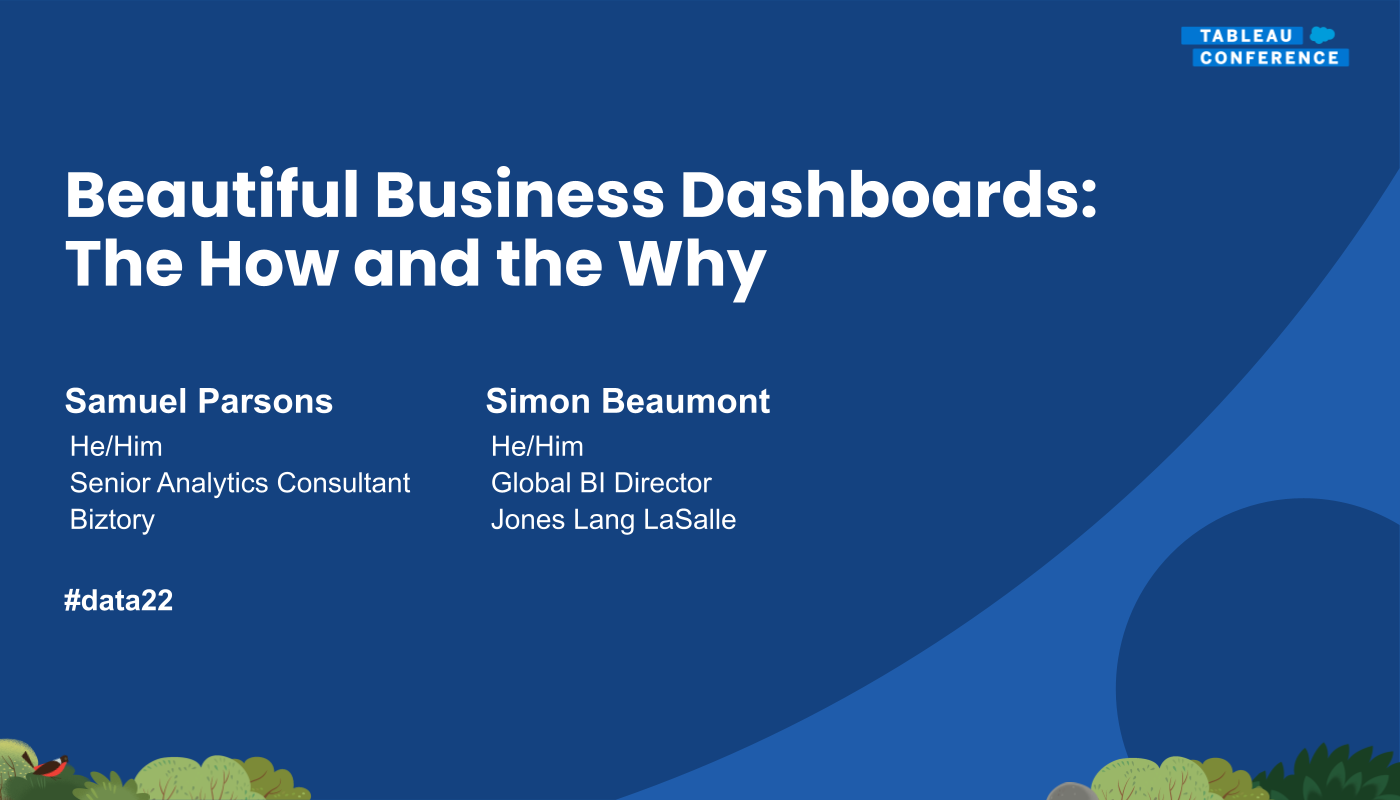 TABLEAU
CONFERENCE
Beautiful Business Dashboards:
The How and the Why
Samuel Parsons
He/Him
Senior Analytics Consultant
Biztory
Simon Beaumont
He/Him
Global BI Director
Jones Lang LaSalle
#data22